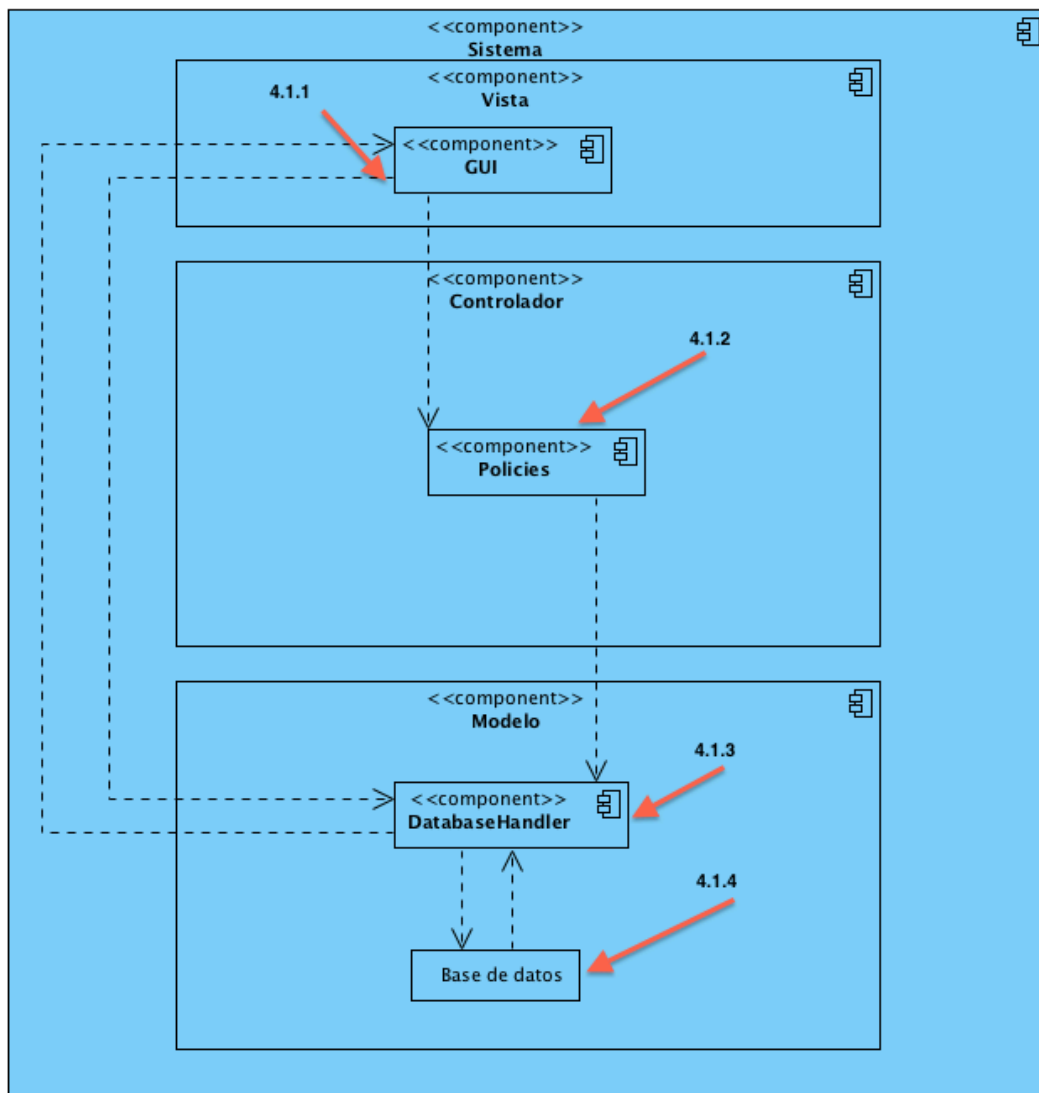 <<component>>
Sistema
<<component>>
Vista
4.1.1
<<component>>
GUI
<<component>>
Controlador
4.1.2
<<component>>
Policies
<<component>>
Modelo
4.1.3
<<component>>
DatabaseHandler
4.1.4
Base de datos